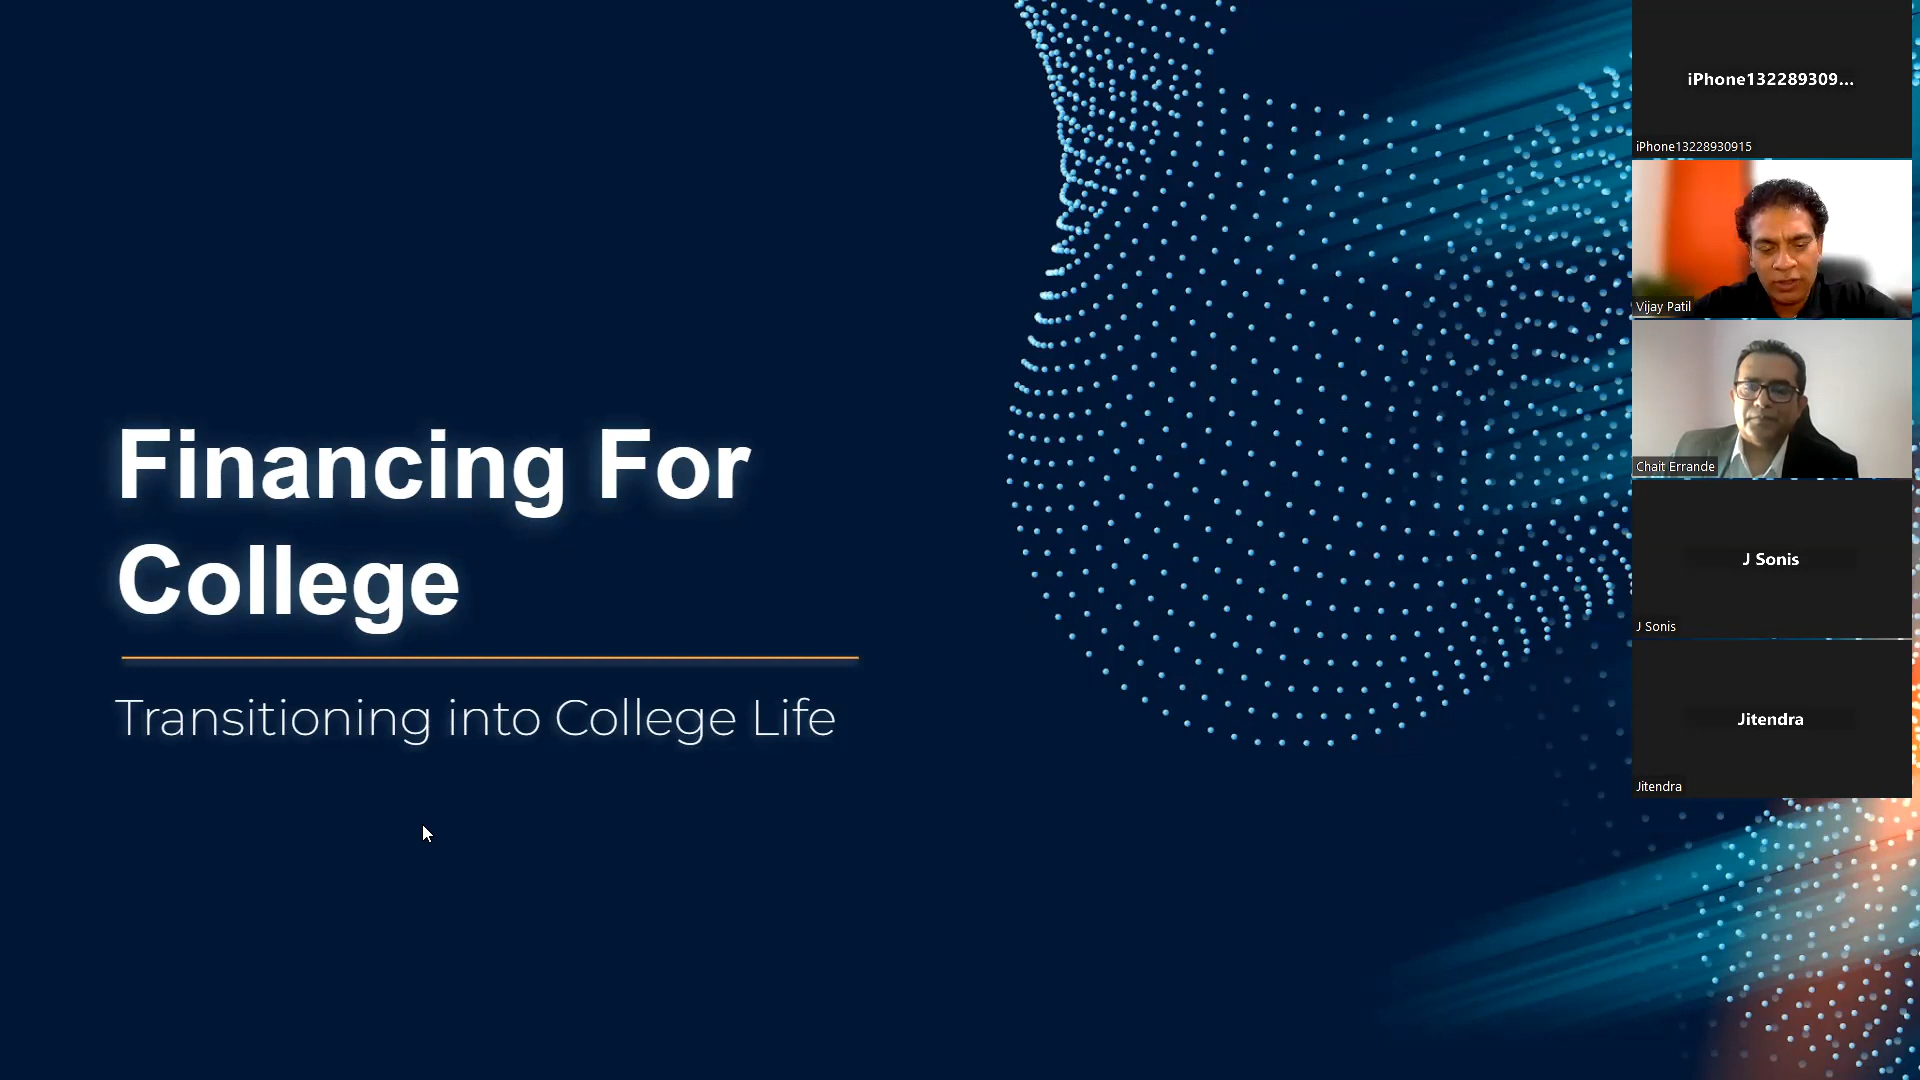 Financing For
College
Transitioning into College Life
iPhone132289309...
iPhone13228930915
Vijay Patil
Chait Errande
J Sonis
J Sonis
Jitendra
Jitendra